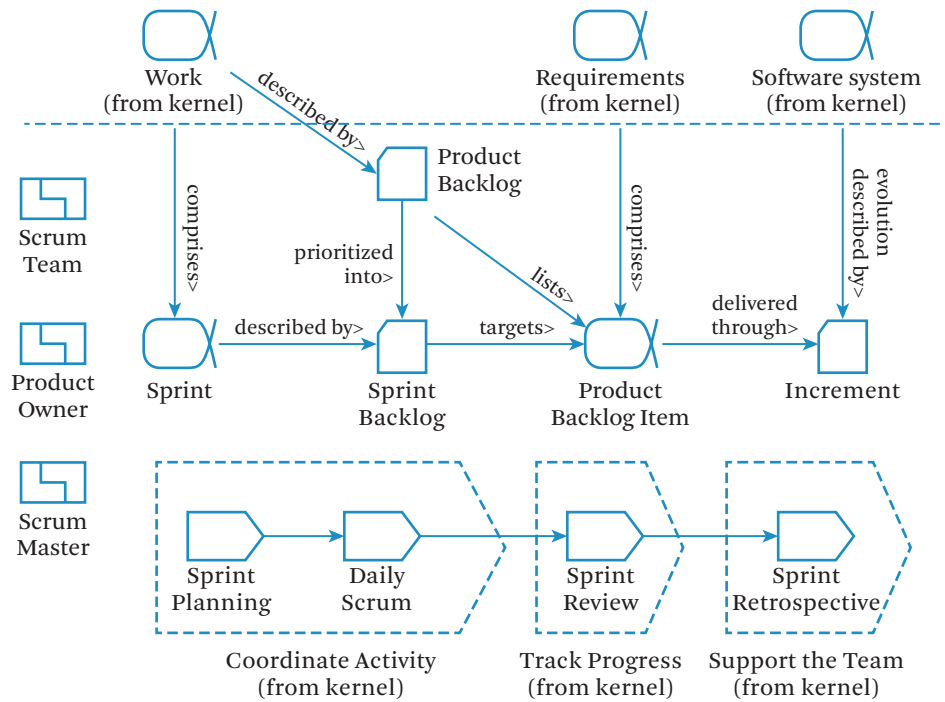 Work
(from kernel)
Requirements
(from kernel)
Software system
(from kernel)
described by>
Product
Backlog
comprises>
comprises>
evolution
described by>
Scrum
Team
prioritized
into>
lists>
described by>
targets>
delivered
through>
Product
Owner
Sprint
Sprint
Backlog
Product
Backlog Item
Increment
Scrum
Master
Sprint
Planning
Daily
Scrum
Sprint
Review
Sprint
Retrospective
Coordinate Activity
(from kernel)
Track Progress
(from kernel)
Support the Team
(from kernel)